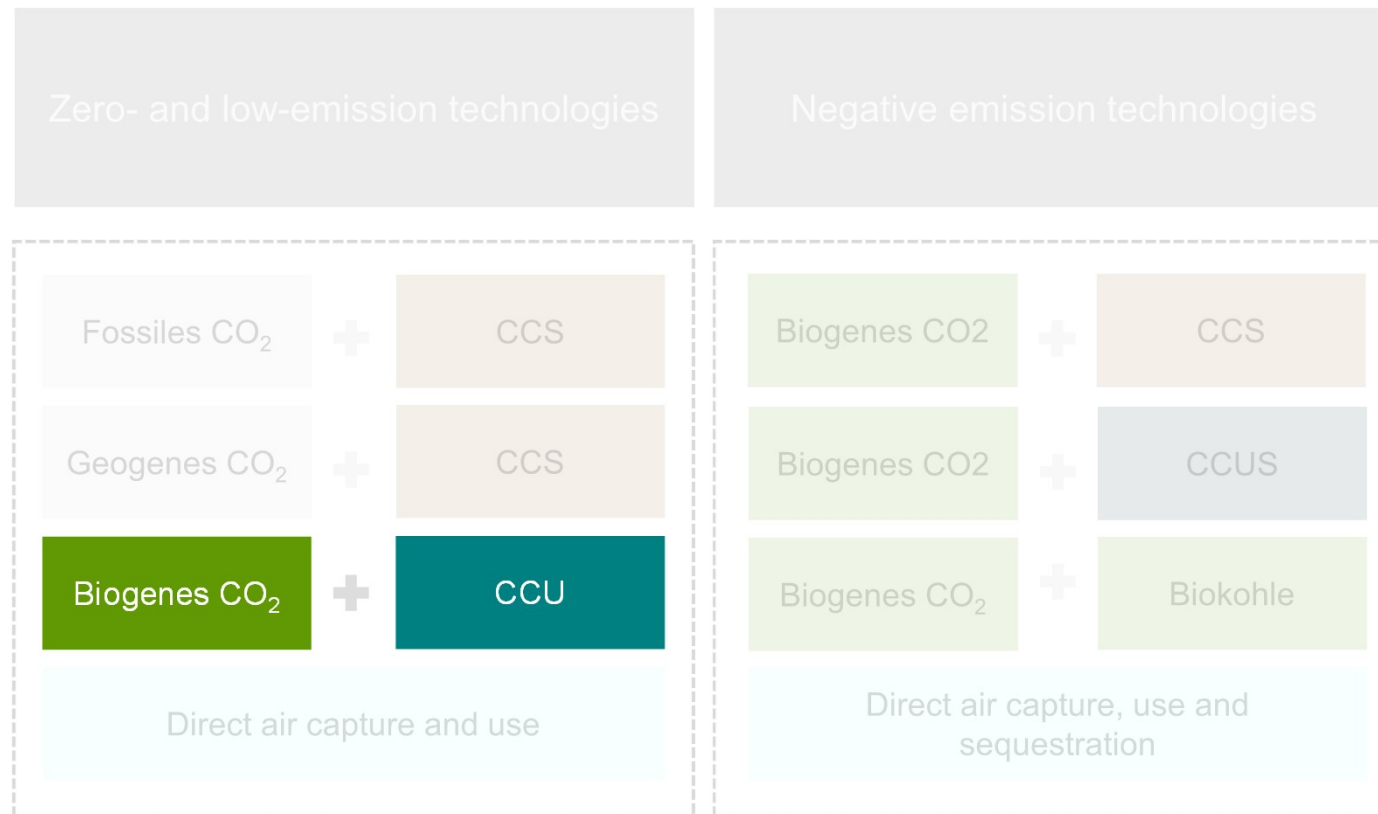 Zero- and low-emission technologies
Negative emission technologies
Fossiles CO₂
CCS
Biogenes CO2
CCS
Geogenes CO₂
CCS
Biogenes CO2
CCUS
Biogenes CO₂
CCU
Biogenes CO₂
Biokohle
Direct air capture and use
Direct air capture, use and
sequestration